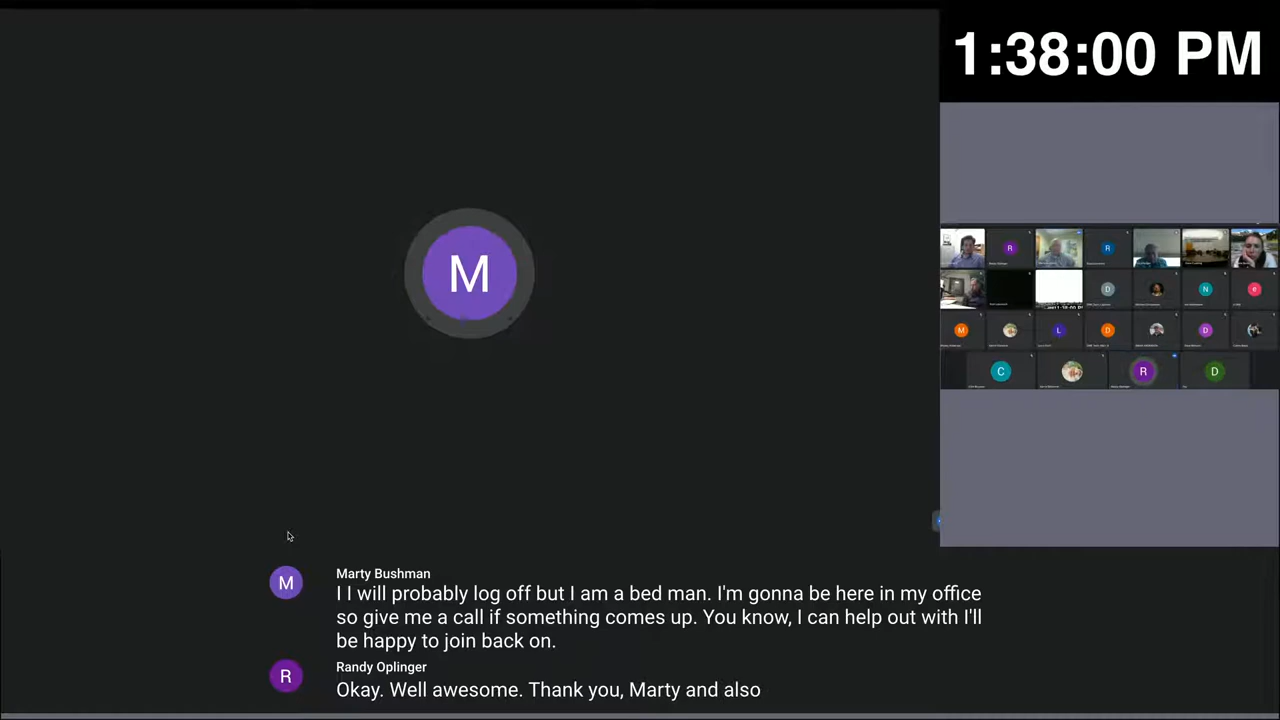 1:38:00 PM
M
R
R
D
N
e
M
L
D
D
C
R
D
M
Marty Bushman
I I will probably log off but I am a bed man. I'm gonna be here in my office
so give me a call if something comes up. You know, I can help out with I'll
be happy to join back on.
R
Randy Oplinger
Okay. Well awesome. Thank you, Marty and also